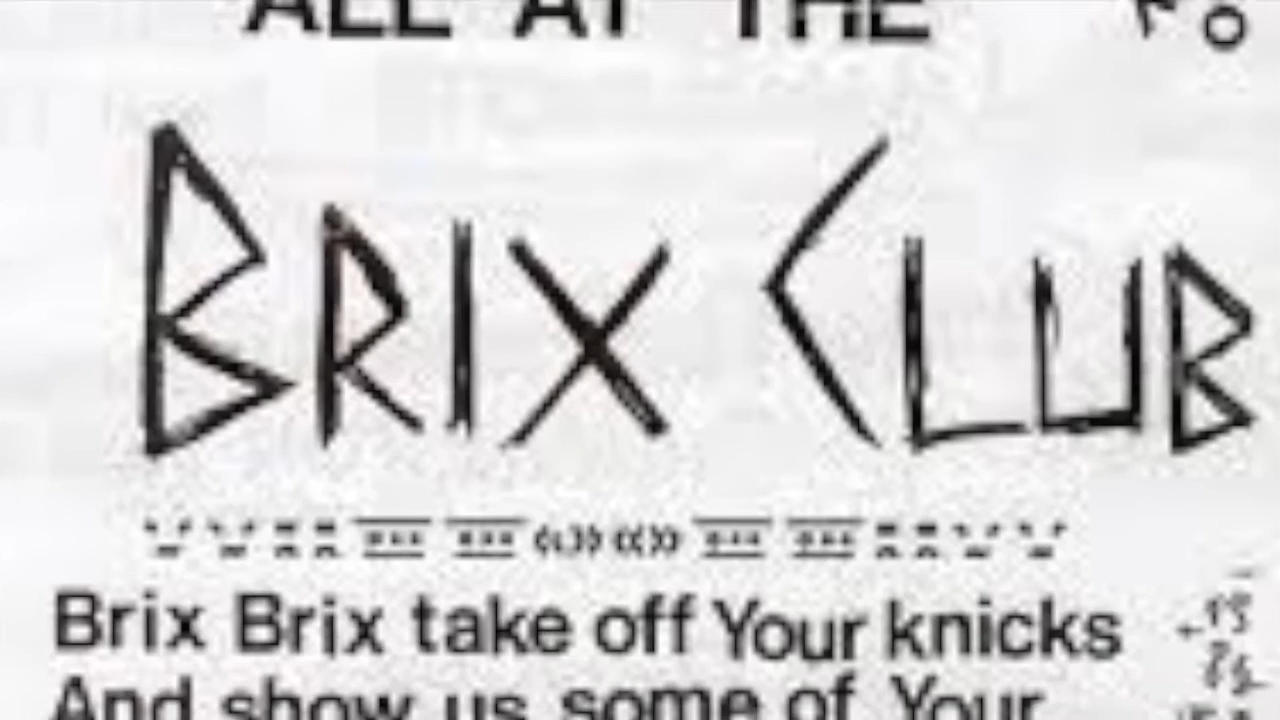 ALL AT THE
BRIX CLUB
Brix Brix take off Your knicks
And show us some of Your